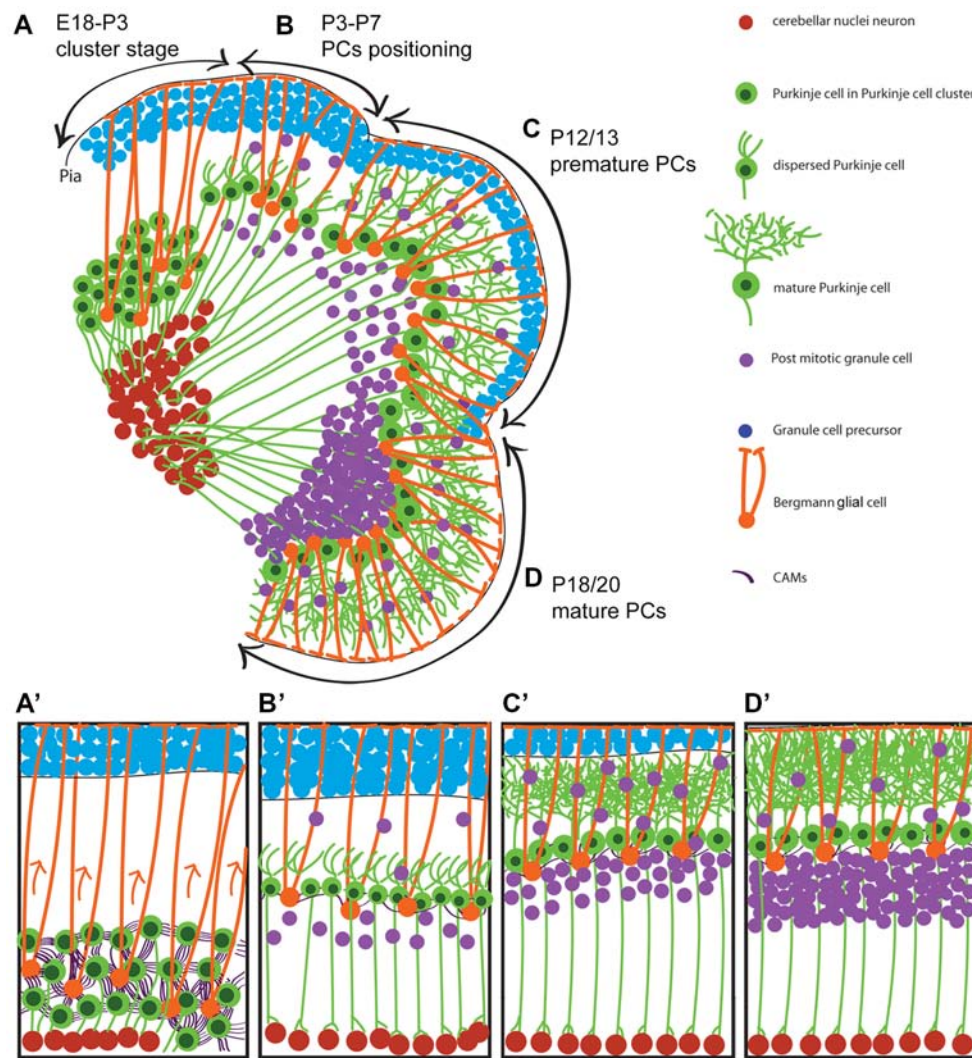 A
E18-P3
cluster stage
B
P3-P7
PCs positioning
C
P12/13
premature PCs
Pia
D
P18/20
mature PCs
cerebellar nuclei neuron
Purkinje cell in Purkinje cell cluster
dispersed Purkinje cell
mature Purkinje cell
Post mitotic granule cell
Granule cell precursor
Bergmann glial cell
CAMs
A'
B'
C'
D'